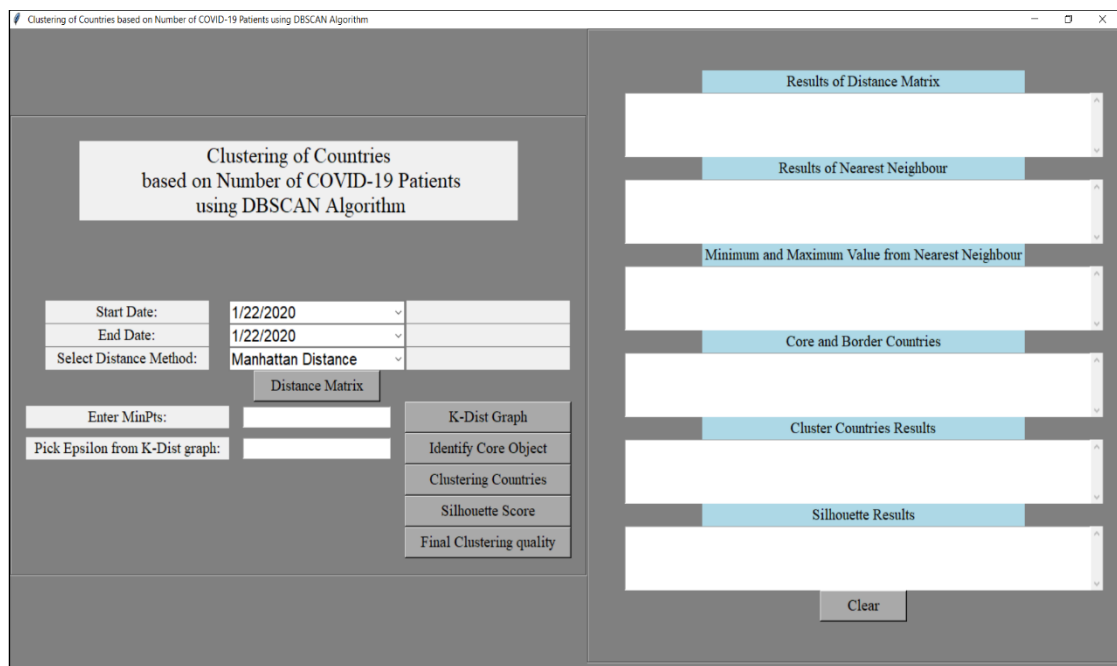 Clustering of Countries based on Number of COVID-19 Patients using DBSCAN Algorithm
Clustering of Countries
based on Number of COVID-19 Patients
using DBSCAN Algorithm
Start Date:
1/22/2020
End Date:
1/22/2020
Select Distance Method:
Manhattan Distance
Distance Matrix
Enter MinPts:
K-Dist Graph
Pick Epsilon from K-Dist graph:
Identify Core Object
Clustering Countries
Silhouette Score
Final Clustering quality
Results of Distance Matrix
Results of Nearest Neighbour
Minimum and Maximum Value from Nearest Neighbour
Core and Border Countries
Cluster Countries Results
Silhouette Results
Clear